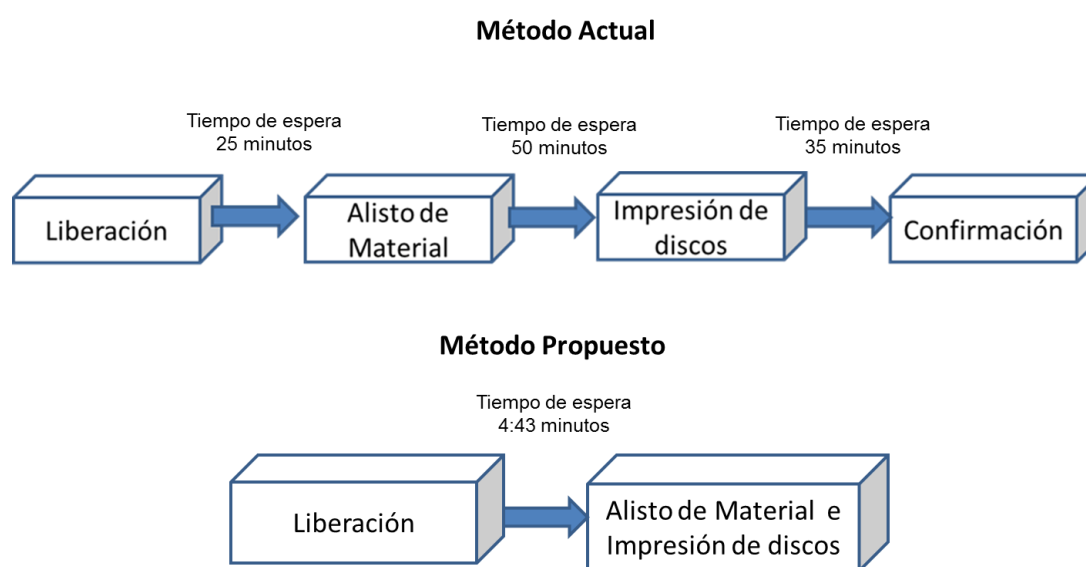 Método Actual
Tiempo de espera
25 minutos
Tiempo de espera
50 minutos
Tiempo de espera
35 minutos
Liberación
Alisto de
Material
Impresión de
discos
Confirmación
Método Propuesto
Tiempo de espera
4:43 minutos
Liberación
Alisto de Material e
Impresión de discos